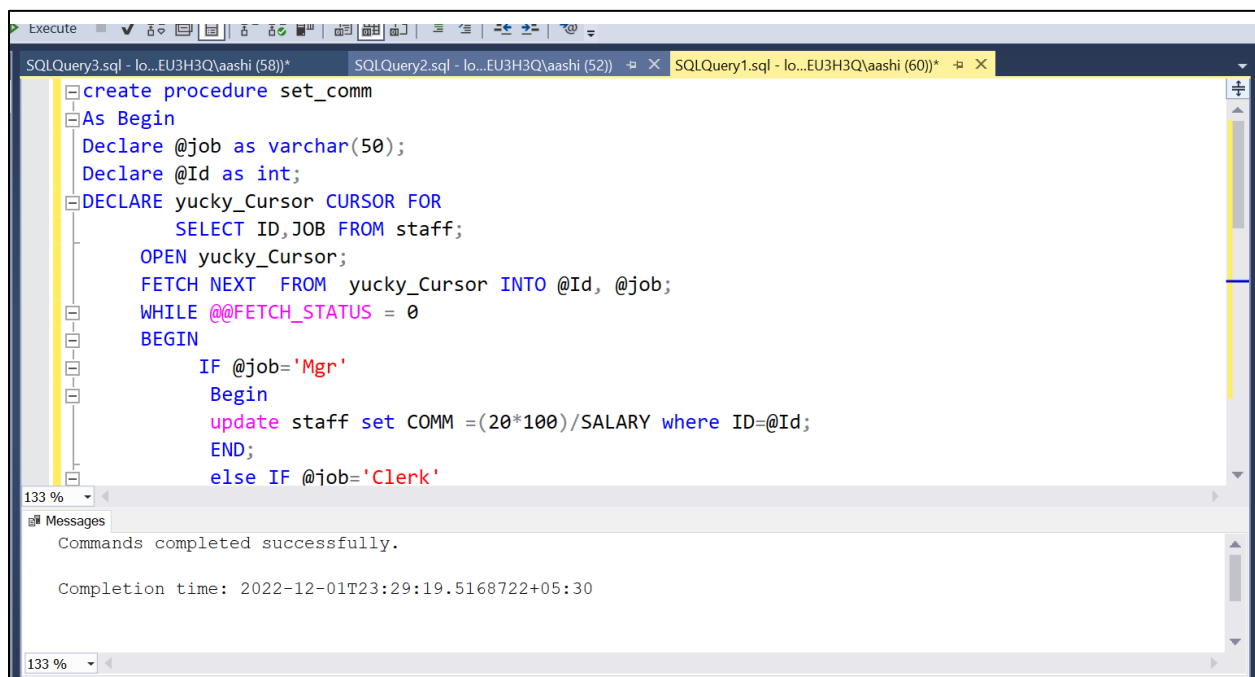 Execute
SQLQuery3.sql - lo...EU3H3Q\aashi (58))* SQLQuery2.sql - lo...EU3H3Q\aashi (52)) SQLQuery1.sql - lo...EU3H3Q\aashi (60))*
create procedure set_comm
As Begin
Declare @job as varchar(50);
Declare @Id as int;
DECLARE yucky_Cursor CURSOR FOR
SELECT ID,JOB FROM staff;
OPEN yucky_Cursor;
FETCH NEXT  FROM  yucky_Cursor INTO @Id, @job;
WHILE @@FETCH_STATUS = 0
BEGIN
IF @job='Mgr'
Begin
update staff set COMM =(20*100)/SALARY where ID=@Id;
END;
else IF @job='Clerk'
133 %
Messages
Commands completed successfully.
Completion time: 2022-12-01T23:29:19.5168722+05:30
133 %